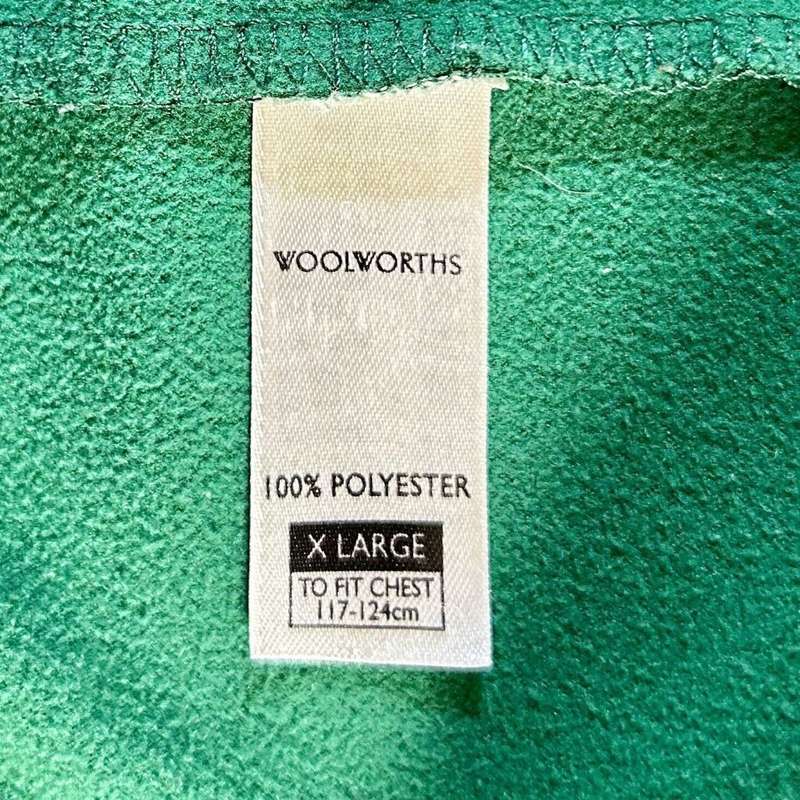 WOOLWORTHS
100% POLYESTER
X LARGE
TO FIT CHEST
117-124cm